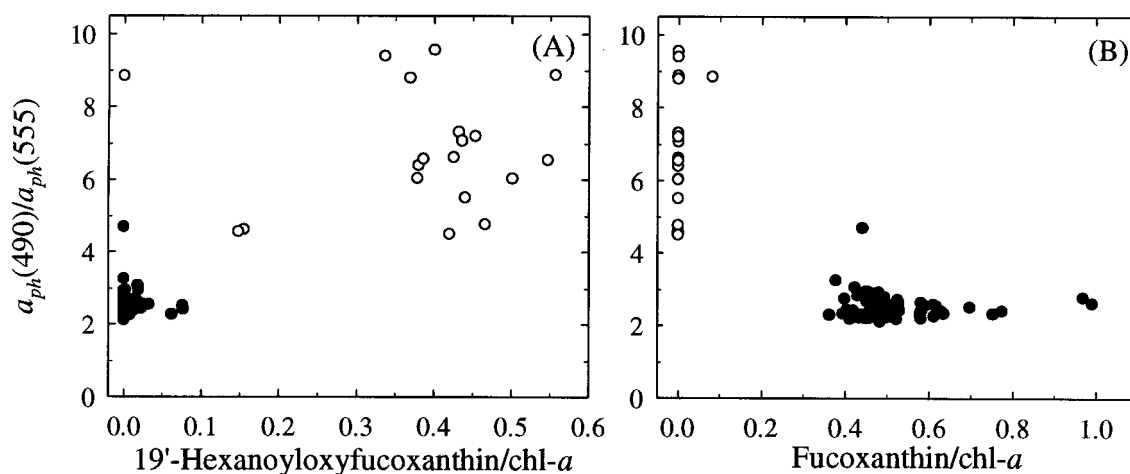 (A)
a_ph(490)/a_ph(555)
10
8
6
4
2
0
0.0 0.1 0.2 0.3 0.4 0.5 0.6
19'-Hexanoyloxyfucoxanthin/chl-a
(B)
10
8
6
4
2
0
0.0 0.2 0.4 0.6 0.8 1.0
Fucoxanthin/chl-a